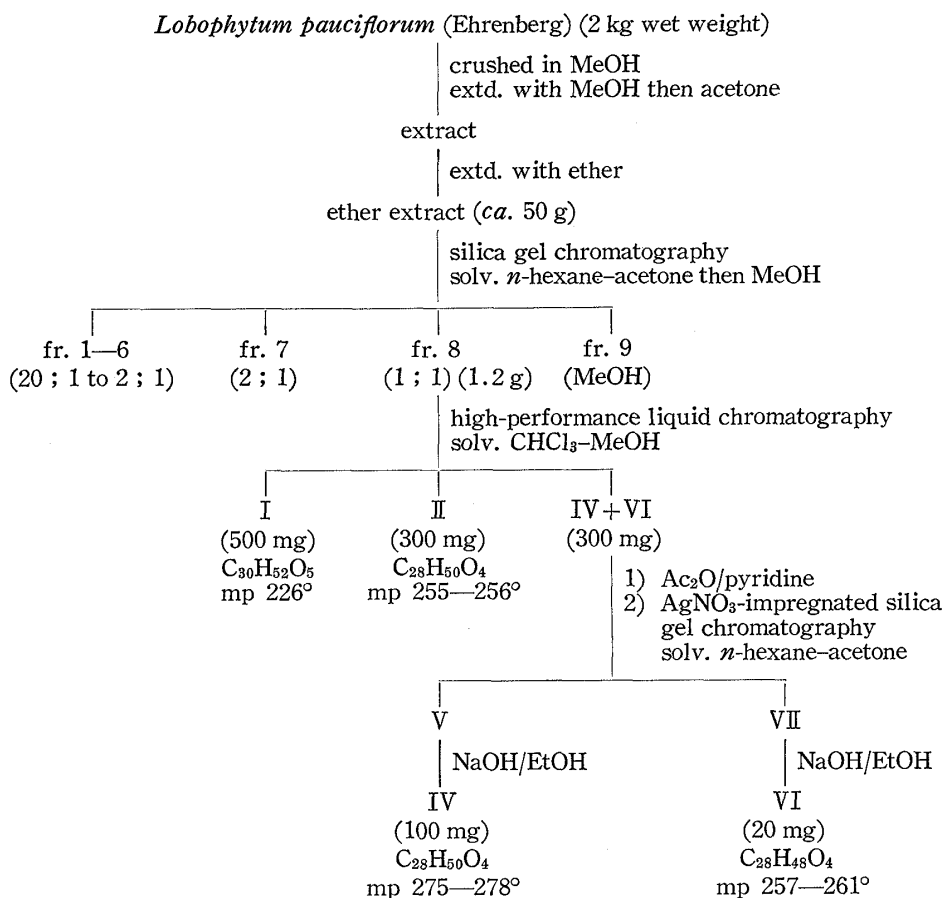 Lobophytum pauciflorum (Ehrenberg) (2 kg wet weight)
crushed in MeOH
extd. with MeOH then acetone
extract
extd. with ether
ether extract (ca. 50 g)
silica gel chromatography
solv. n-hexane–acetone then MeOH
fr. 1—6 fr. 7 fr. 8 fr. 9
(20 ; 1 to 2 ; 1) (2 ; 1) (1 ; 1) (1.2 g) (MeOH)
high-performance liquid chromatography
solv. CHCl₃–MeOH
I II IV+VI
(500 mg) (300 mg) (300 mg)
C₃₀H₅₂O₅ C₂₈H₅₀O₄
mp 226° mp 255—256°
1) Ac₂O/pyridine
2) AgNO₃-impregnated silica
gel chromatography
solv. n-hexane–acetone
V VII
NaOH/EtOH NaOH/EtOH
IV VI
(100 mg) (20 mg)
C₂₈H₅₀O₄ C₂₈H₄₈O₄
mp 275—278° mp 257—261°